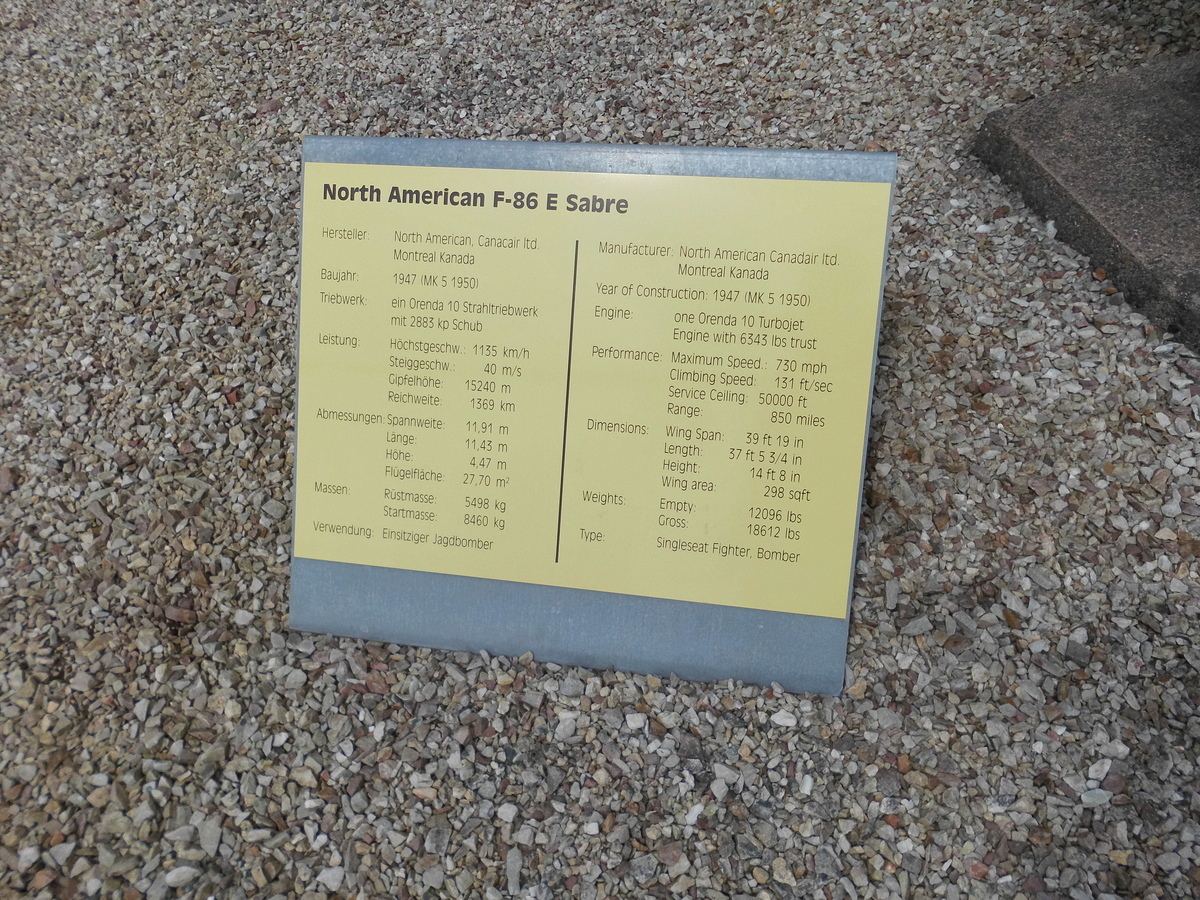 North American F-86 E Sabre
Hersteller: North American, Canacair ltd.
Montreal Kanada
Baujahr: 1947 (MK 5 1950)
Triebwerk: ein Orenda 10 Strahltriebwerk
mit 2883 kp Schub
Leistung: Höchstgeschw.: 1135 km/h
Steiggeschw.: 40 m/s
Gipfelhöhe: 15240 m
Reichweite: 1369 km
Abmessungen: Spannweite: 11,91 m
Länge: 11,43 m
Höhe: 4,47 m
Flügelfläche: 27,70 m²
Massen: Rüstmasse: 5498 kg
Startmasse: 8460 kg
Verwendung: Einsitziger Jagdbomber
Manufacturer: North American Canadair ltd.
Montreal Kanada
Year of Construction: 1947 (MK 5 1950)
Engine: one Orenda 10 Turbojet
Engine with 6343 lbs trust
Performance: Maximum Speed.: 730 mph
Climbing Speed: 131 ft/sec
Service Ceiling: 50000 ft
Range: 850 miles
Dimensions: Wing Span: 39 ft 19 in
Length: 37 ft 5 3/4 in
Height: 14 ft 8 in
Wing area: 298 sqft
Weights: Empty: 12096 lbs
Gross: 18612 lbs
Type: Singleseat Fighter, Bomber